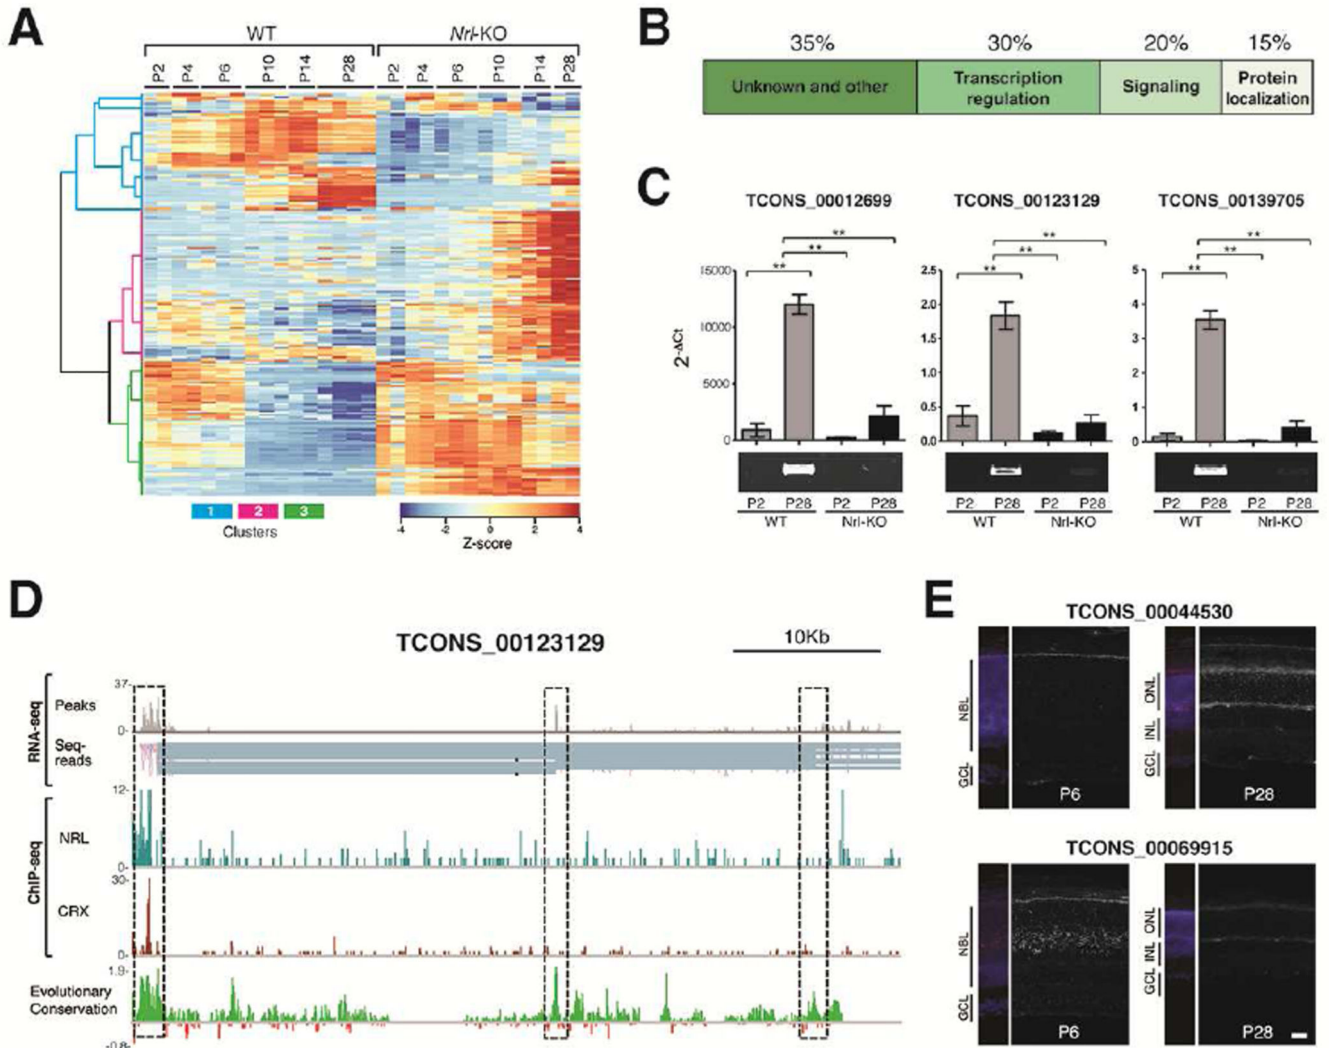 A
WT
Nrl-KO
P2 P4 P6 P10 P14 P28 P2 P4 P6 P10 P14 P28
1 2 3
Clusters
-4 -2 0 2 4
Z-score
B
35% 30% 20% 15%
Unknown and other
Transcription
regulation
Signaling
Protein
localization
C
TCONS_00012699
15000
10000
5000
0
2-ΔCt
** ** **
P2 P28 P2 P28
WT Nrl-KO
TCONS_00123129
2.5
2.0
1.5
1.0
0.5
0.0
** ** **
P2 P28 P2 P28
WT Nrl-KO
TCONS_00139705
5
4
3
2
1
0
** ** **
P2 P28 P2 P28
WT Nrl-KO
D
TCONS_00123129
10Kb
RNA-seq
Peaks
37-
0-
Seq-
reads
ChIP-seq
12-
NRL
0-
30-
CRX
0-
1.9-
Evolutionary
Conservation
-0.8-
E
TCONS_00044530
NBL
GCL
P6
ONL
INL
GCL
P28
TCONS_00069915
NBL
GCL
P6
ONL
INL
GCL
P28